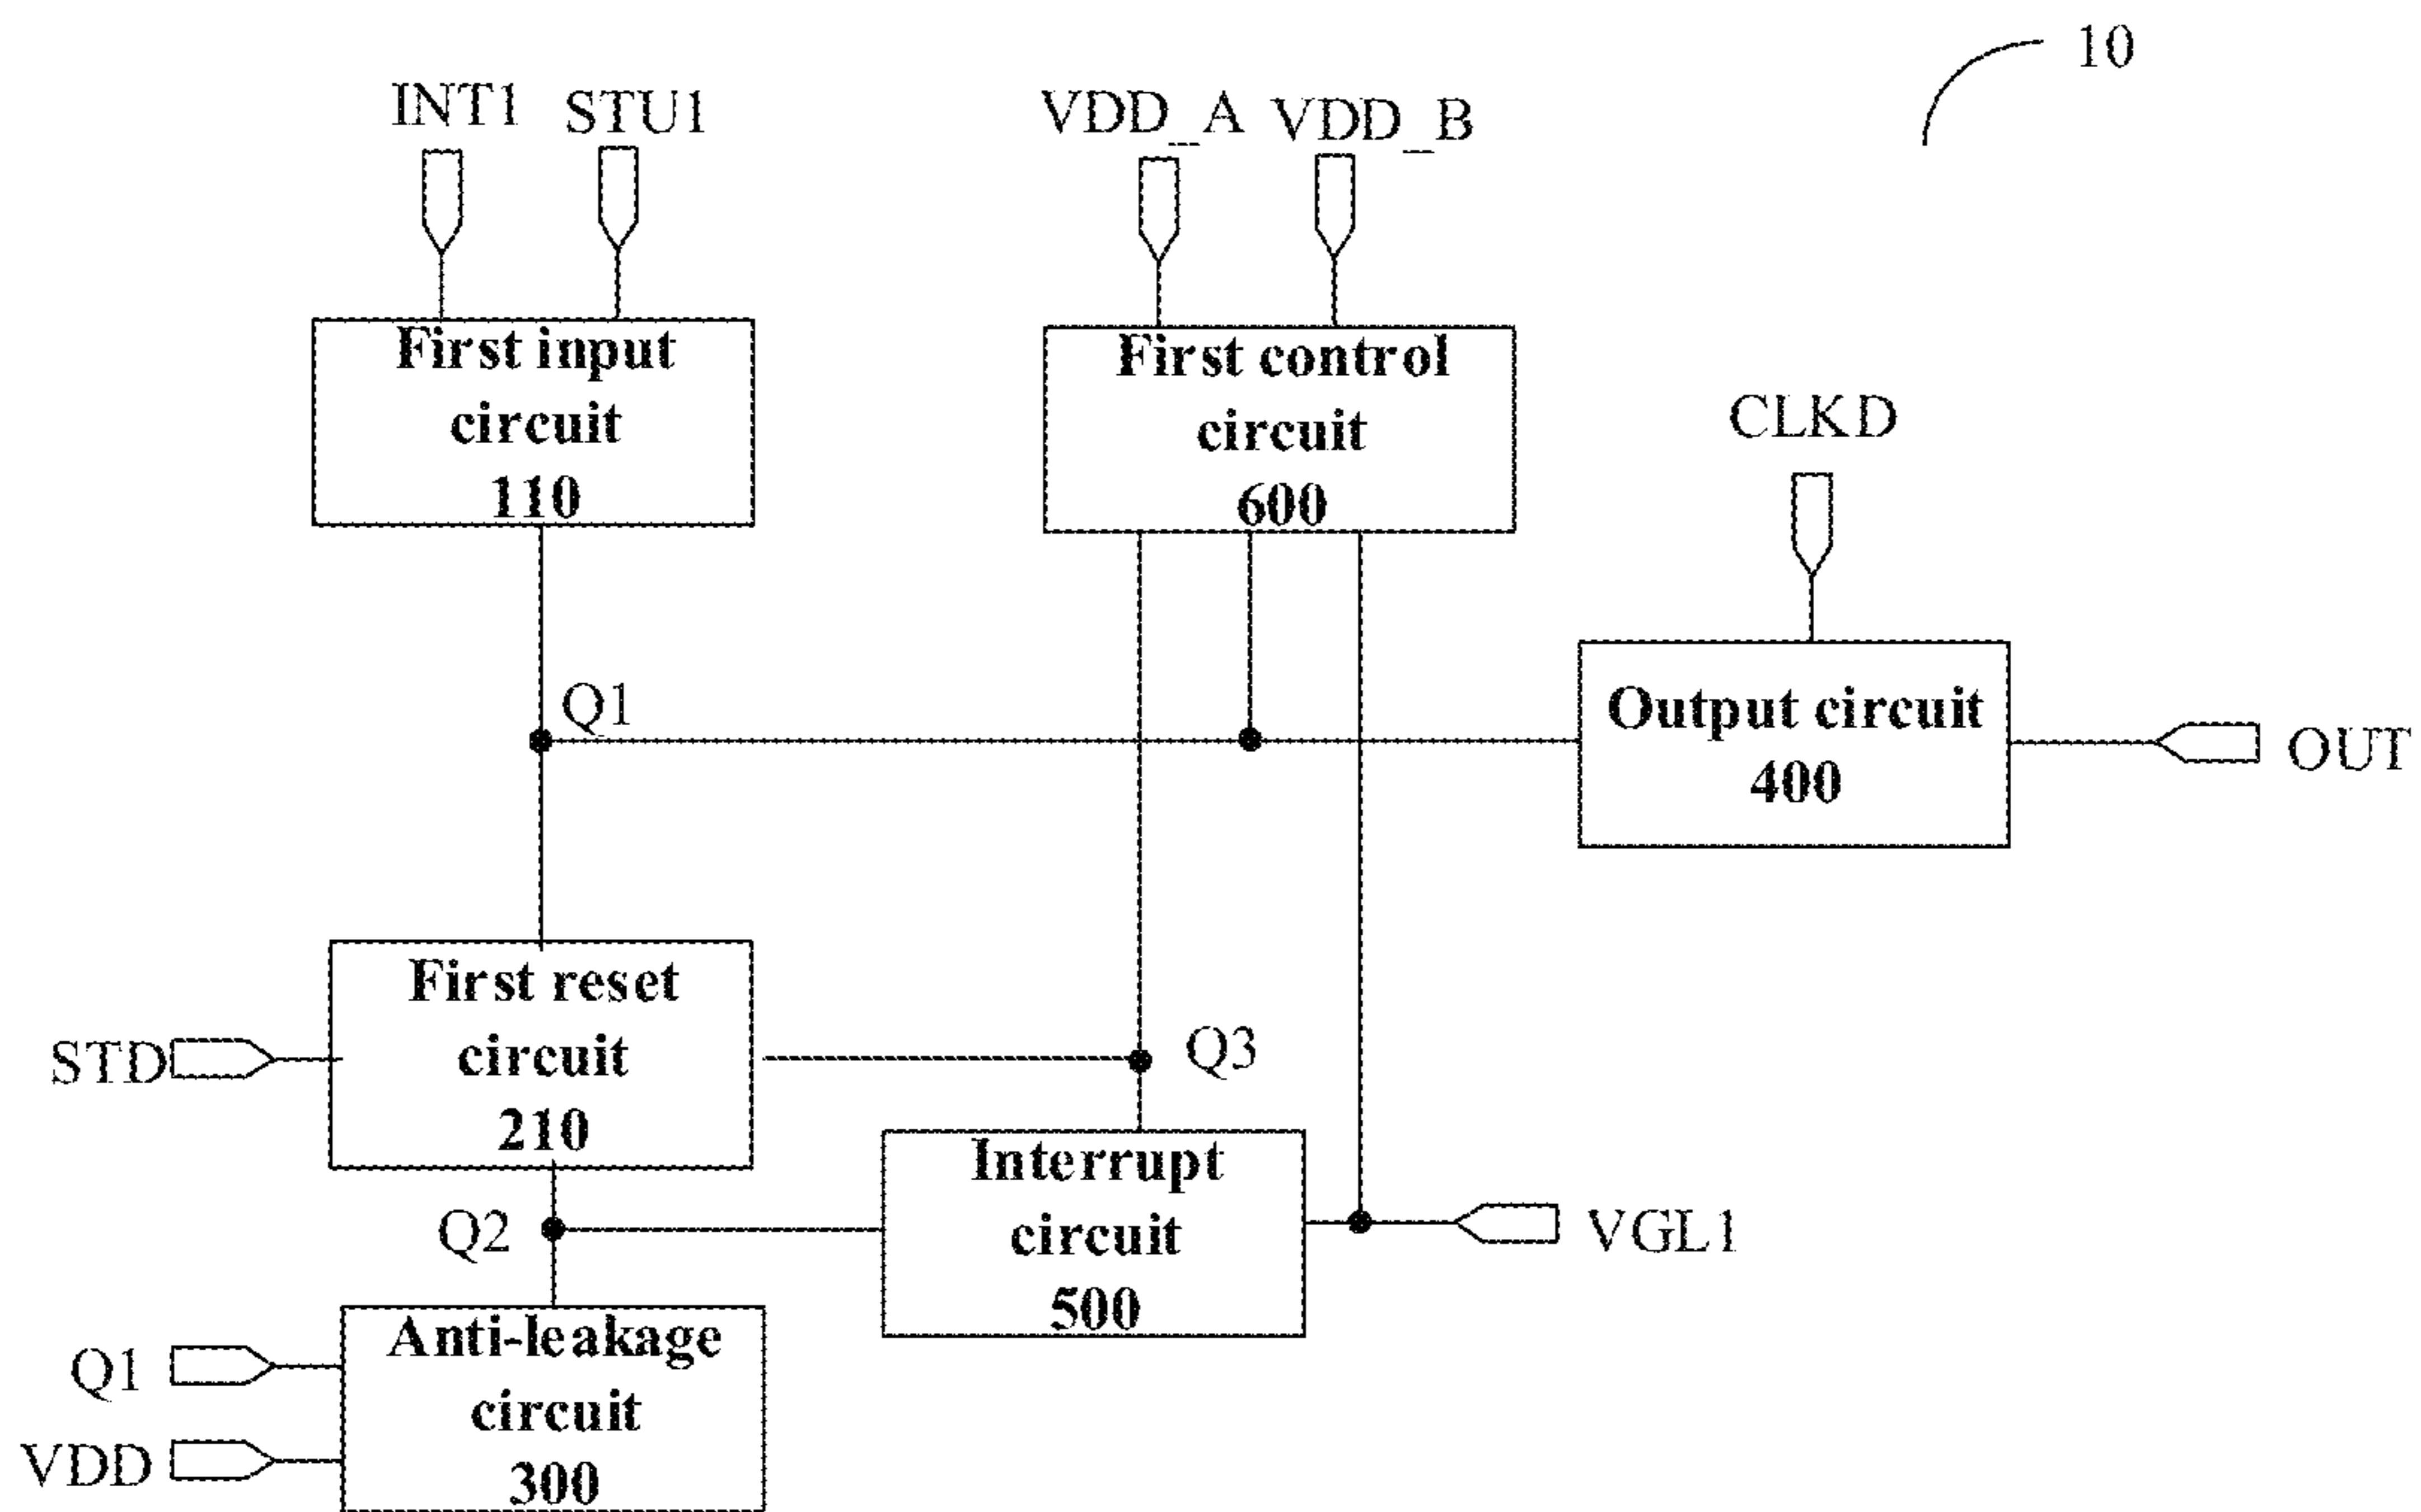 10
INT1 STU1 VDD_A VDD_B
First input
circuit
110
First control
circuit
600
CLKD
Q1
Output circuit
400
OUT
First reset
circuit
210
STD
Q3
Interrupt
circuit
500
Q2
VGL1
Anti-leakage
circuit
300
Q1
VDD